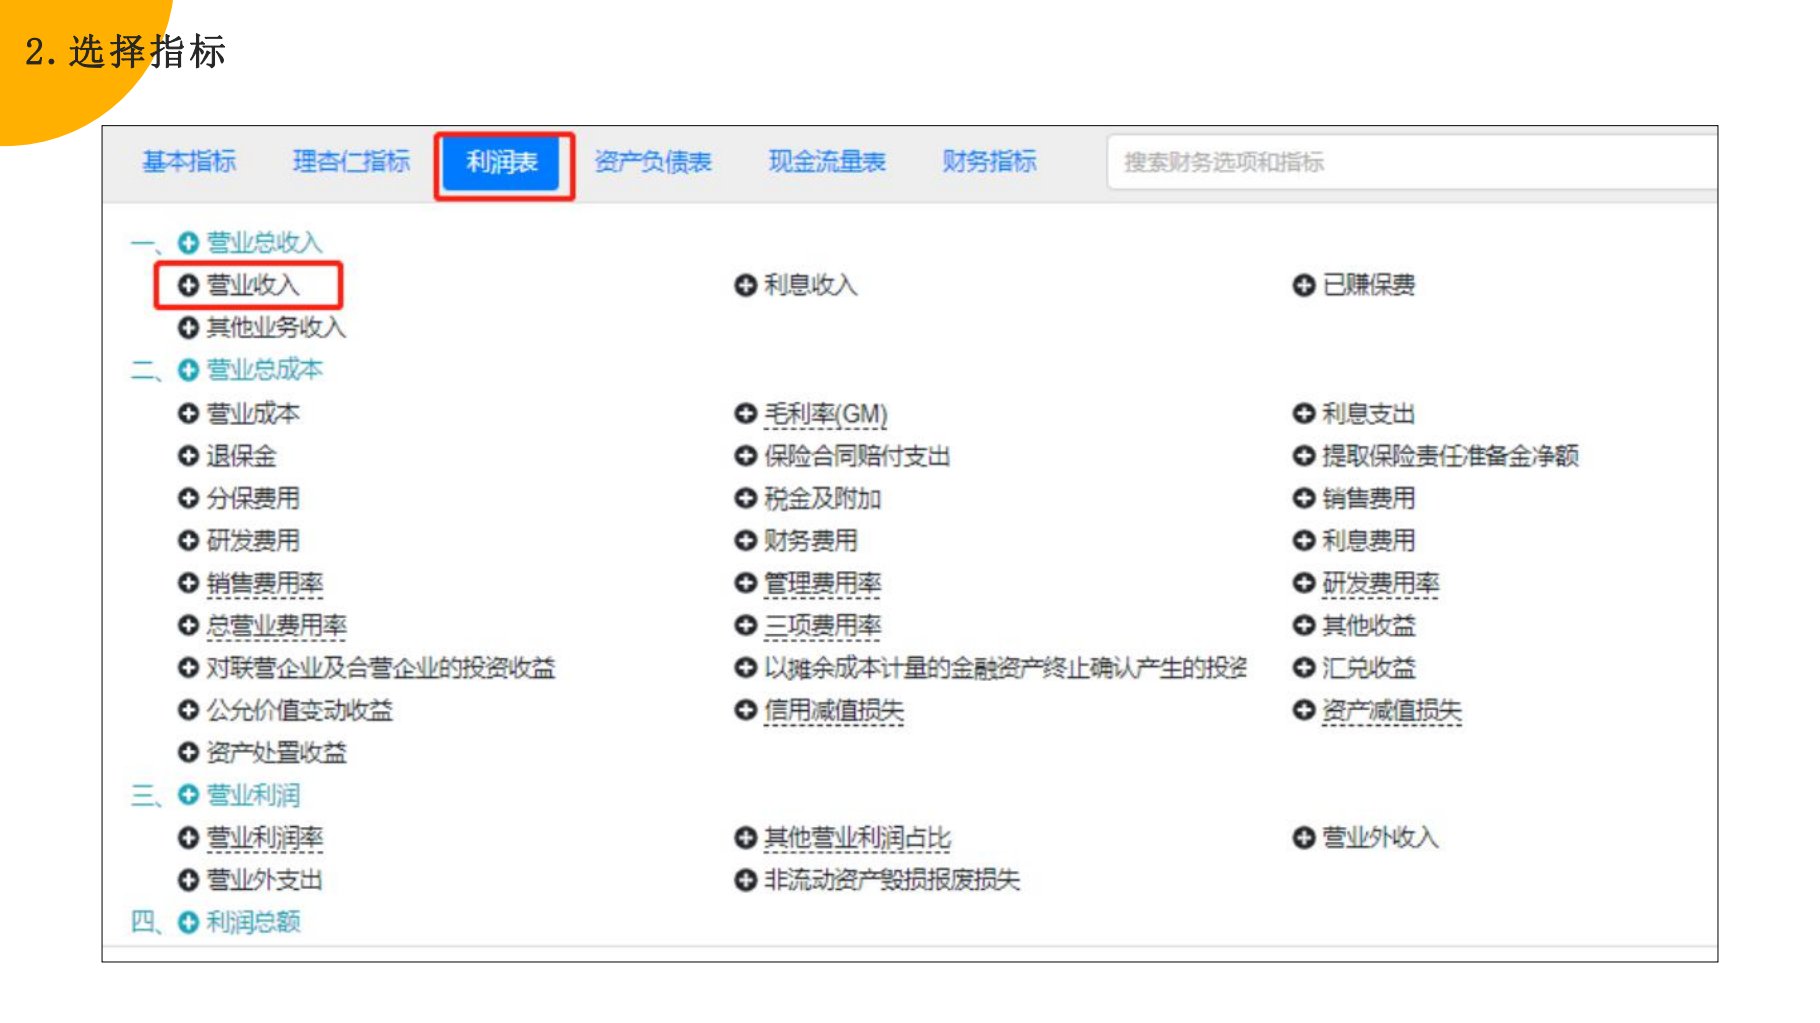 2.选择指标
基本指标 理杏仁指标 利润表 资产负债表 现金流量表 财务指标 搜索财务选项和指标
一、营业总收入
营业收入 利息收入 已赚保费
其他业务收入
二、营业总成本
营业成本 毛利率(GM) 利息支出
退保金 保险合同赔付支出 提取保险责任准备金净额
分保费用 税金及附加 销售费用
研发费用 财务费用 利息费用
销售费用率 管理费用率 研发费用率
总营业费用率 三项费用率 其他收益
对联营企业及合营企业的投资收益 以摊余成本计量的金融资产终止确认产生的投资 汇兑收益
公允价值变动收益 信用减值损失 资产减值损失
资产处置收益
三、营业利润
营业利润率 其他营业利润占比 营业外收入
营业外支出 非流动资产毁损报废损失
四、利润总额